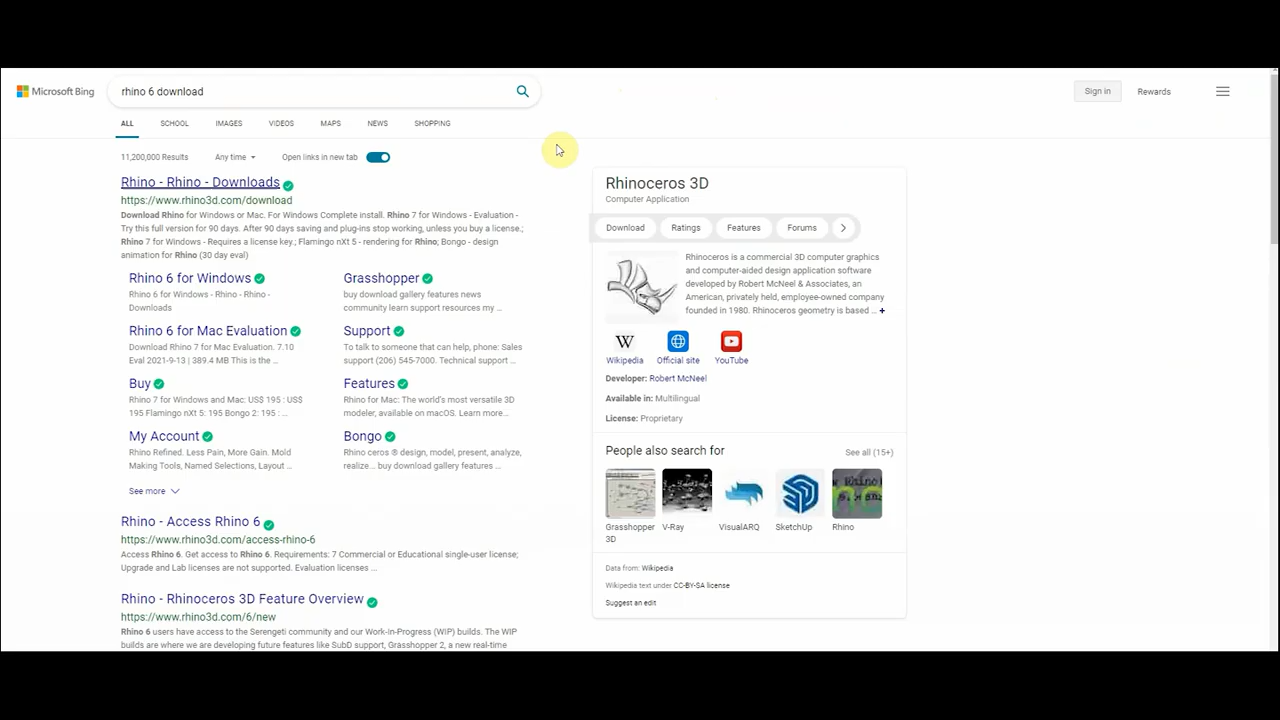 Microsoft Bing
rhino 6 download
Sign in
Rewards
ALL
SCHOOL
IMAGES
VIDEOS
MAPS
NEWS
SHOPPING
11,200,000 Results
Any time
Open links in new tab
Rhino - Rhino - Downloads
https://www.rhino3d.com/download
Download Rhino for Windows or Mac. For Windows Complete install. Rhino 7 for Windows - Evaluation -
Try this full version for 90 days. After 90 days saving and plug-ins stop working, unless you buy a license.;
Rhino 7 for Windows - Requires a license key.; Flamingo nXt 5 - rendering for Rhino; Bongo - design
animation for Rhino (30 day eval)
Rhino 6 for Windows
Rhino 6 for Windows - Rhino - Rhino -
Downloads
Grasshopper
buy download gallery features news
community learn support resources my ...
Rhino 6 for Mac Evaluation
Download Rhino 7 for Mac Evaluation. 7.10
Eval 2021-9-13 | 389.4 MB This is the ...
Support
To talk to someone that can help, phone: Sales
support (206) 545-7000. Technical support ...
Buy
Rhino 7 for Windows and Mac: US$ 195 : US$
195 Flamingo nXt 5: 195 Bongo 2: 195 : ...
Features
Rhino for Mac: The world's most versatile 3D
modeler, available on macOS. Learn more...
My Account
Rhino Refined. Less Pain, More Gain. Mold
Making Tools, Named Selections, Layout ...
Bongo
Rhino ceros ® design, model, present, analyze,
realize... buy download gallery features ...
See more
Rhino - Access Rhino 6
https://www.rhino3d.com/access-rhino-6
Access Rhino 6. Get access to Rhino 6. Requirements: 7 Commercial or Educational single-user license;
Upgrade and Lab licenses are not supported. Evaluation licenses ...
Rhino - Rhinoceros 3D Feature Overview
https://www.rhino3d.com/6/new
Rhino 6 users have access to the Serengeti community and our Work-In-Progress (WIP) builds. The WIP
builds are where we are developing future features like SubD support, Grasshopper 2, a new real-time
Rhinoceros 3D
Computer Application
Download
Ratings
Features
Forums
Rhinoceros is a commercial 3D computer graphics
and computer-aided design application software
developed by Robert McNeel & Associates, an
American, privately held, employee-owned company
founded in 1980. Rhinoceros geometry is based ... +
W
Wikipedia
Official site
YouTube
Developer: Robert McNeel
Available in: Multilingual
License: Proprietary
People also search for
See all (15+)
Grasshopper
3D
V-Ray
VisualARQ
SketchUp
Rhino
Data from: Wikipedia
Wikipedia text under CC-BY-SA license
Suggest an edit